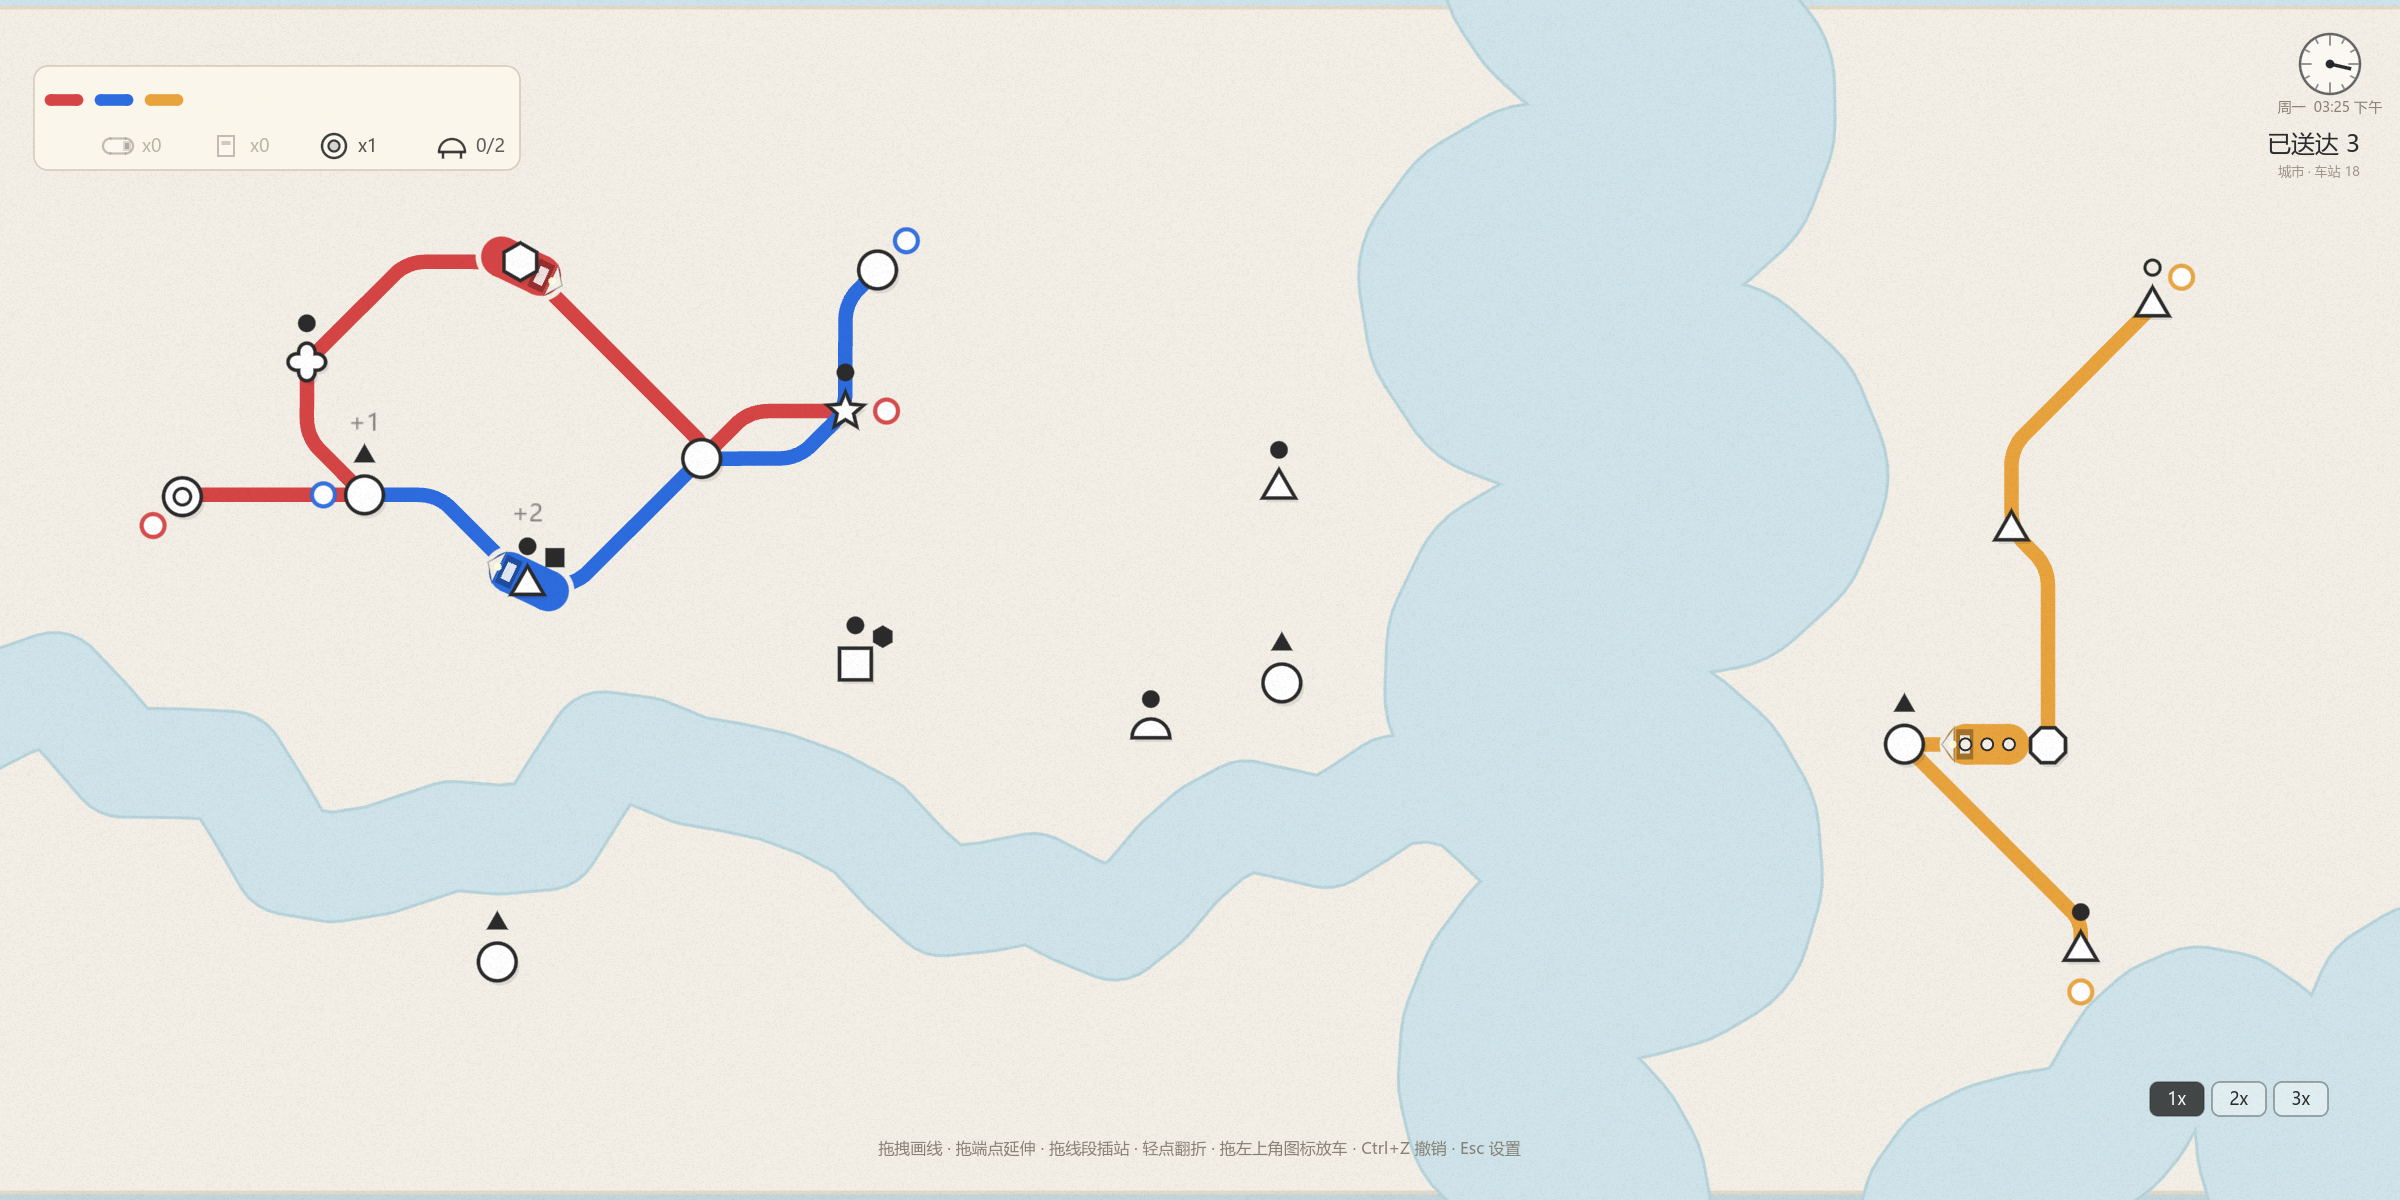 x0
x0
x1
0/2
周一 03:25 下午
已送达 3
城市 · 车站 18
+1
+2
1x
2x
3x
拖拽画线 · 拖端点延伸 · 拖线段插站 · 轻点翻折 · 拖左上角图标放车 · Ctrl+Z 撤销 · Esc 设置